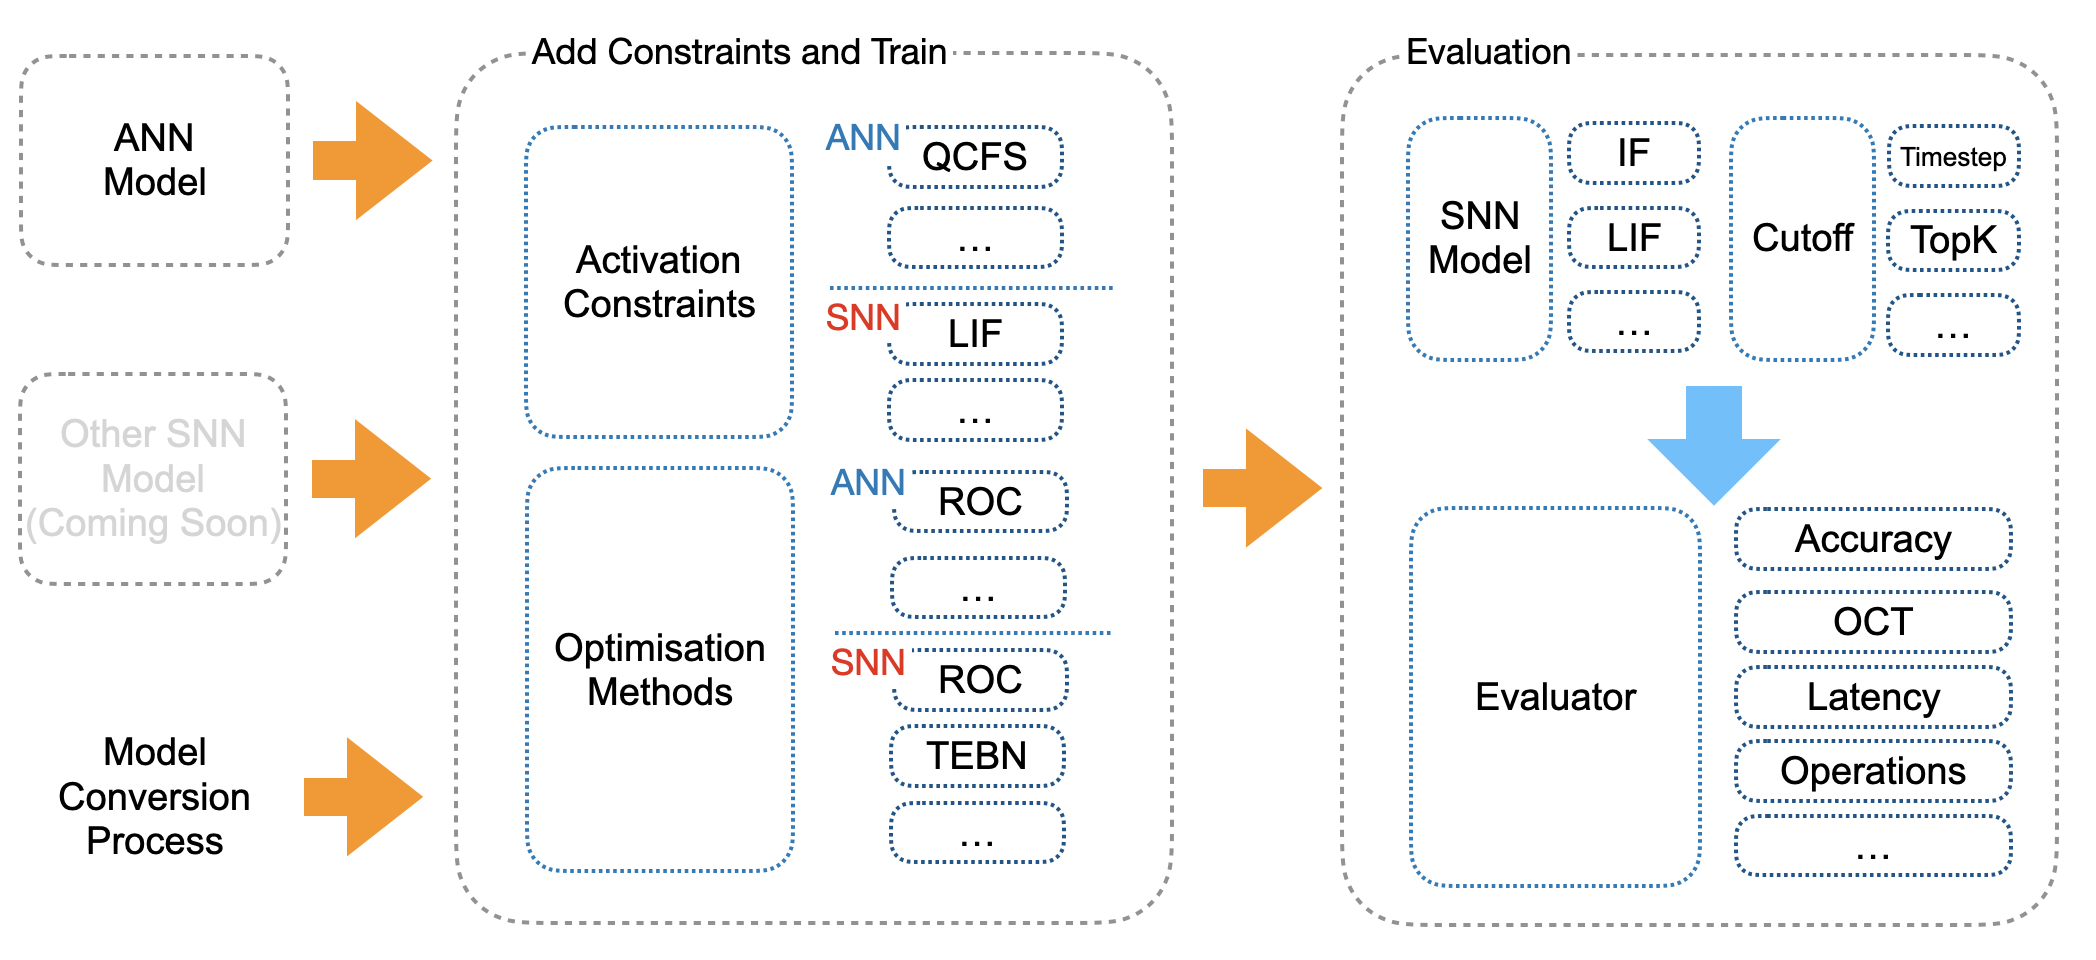 ANN
Model
Other SNN
Model
(Coming Soon)
Model
Conversion
Process
Add Constraints and Train
Activation
Constraints
ANN
QCFS
...
SNN
LIF
...
Optimisation
Methods
ANN
ROC
...
SNN
ROC
TEBN
...
Evaluation
SNN
Model
IF
LIF
...
Cutoff
Timestep
TopK
...
Evaluator
Accuracy
OCT
Latency
Operations
...